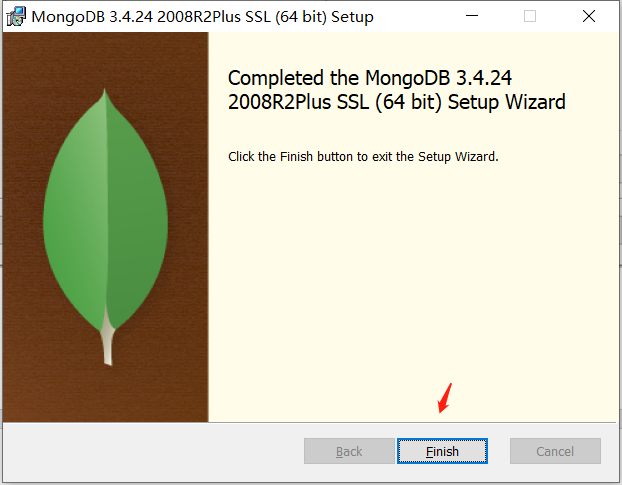 MongoDB 3.4.24 2008R2Plus SSL (64 bit) Setup
Completed the MongoDB 3.4.24
2008R2Plus SSL (64 bit) Setup Wizard
Click the Finish button to exit the Setup Wizard.
Back
Finish
Cancel